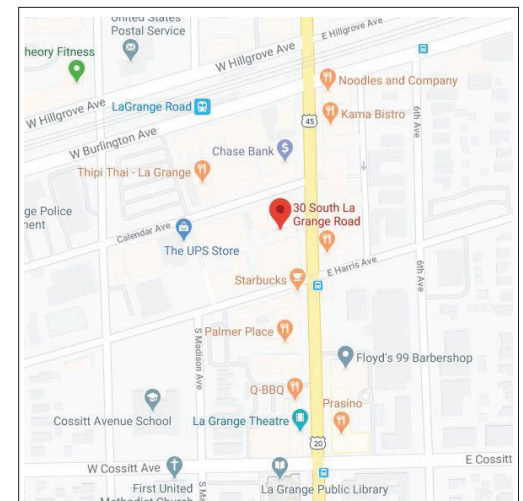 United States
Postal Service
E Hillgrove Ave
heory Fitness
W Hillgrove Ave
Noodles and Company
W Hillgrove Ave
LaGrange Road
45
Kama Bistro
6th Ave
W Burlington Ave
Chase Bank
Thipi Thai - La Grange
30 South La
Grange Road
ge Police
ment
Calendar Ave
The UPS Store
E Harris Ave
6th Ave
Starbucks
S Madison Ave
Palmer Place
Floyd's 99 Barbershop
Q-BBQ
Prasino
Cossitt Avenue School
La Grange Theatre
20
W Cossitt Ave
E Cossitt
First United
Methodist Church
S Ma
La Grange Public Library